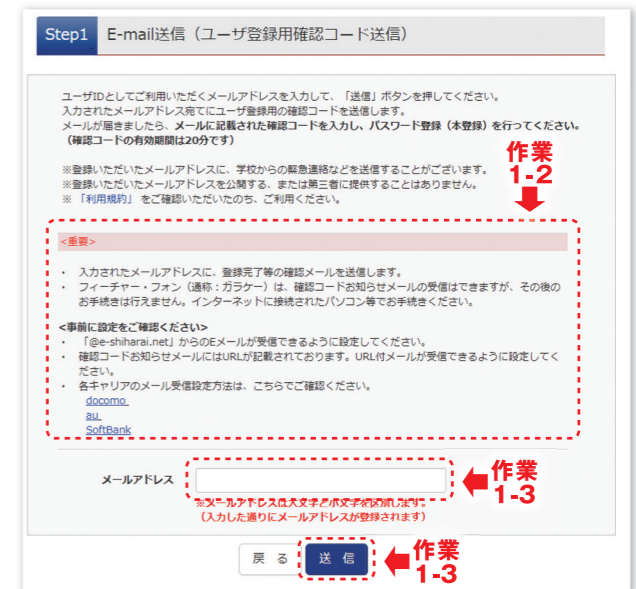 Step1 E-mail送信（ユーザ登録用確認コード送信）
ユーザIDとしてご利用いただくメールアドレスを入力して、「送信」ボタンを押してください。
入力されたメールアドレス宛てにユーザ登録用の確認コードを送信します。
メールが届きましたら、メールに記載された確認コードを入力し、パスワード登録（本登録）を行ってください。
（確認コードの有効期間は20分です）
作業
1-2
※登録いただいたメールアドレスに、学校からの緊急連絡などを送信することがございます。
※登録いただいたメールアドレスを公開する、または第三者に提供することはありません。
※ 「利用規約」 をご確認いただいたのち、ご利用ください。
<重要>
・ 入力されたメールアドレスに、登録完了等の確認メールを送信します。
・ フィーチャー・フォン（通称：ガラケー）は、確認コードお知らせメールの受信はできますが、その後の
お手続きは行えません。インターネットに接続されたパソコン等でお手続きください。
<事前に設定をご確認ください>
・ 「@e-shiharai.net」からのEメールが受信できるように設定してください。
・ 確認コードお知らせメールにはURLが記載されております。URL付メールが受信できるように設定してく
ださい。
・ 各キャリアのメール受信設定方法は、こちらでご確認ください。
docomo
au
SoftBank
メールアドレス
作業
1-3
※メールアドレスは大文字と小文字を区別します。
（入力した通りにメールアドレスが登録されます）
戻 る 送 信
作業
1-3